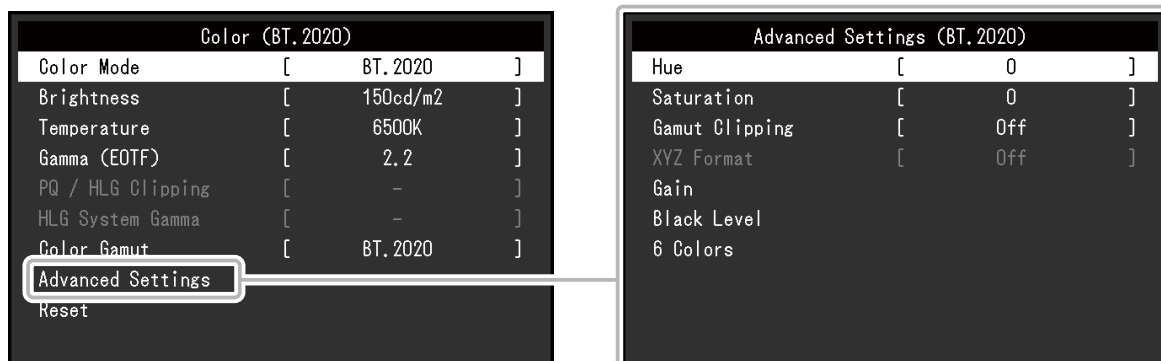 Color (BT.2020)
Color Mode [ BT.2020 ]
Brightness [ 150cd/m2 ]
Temperature [ 6500K ]
Gamma (EOTF) [ 2.2 ]
PQ / HLG Clipping [ - ]
HLG System Gamma [ - ]
Color Gamut [ BT.2020 ]
Advanced Settings
Reset
Advanced Settings (BT.2020)
Hue [ 0 ]
Saturation [ 0 ]
Gamut Clipping [ Off ]
XYZ Format [ Off ]
Gain
Black Level
6 Colors